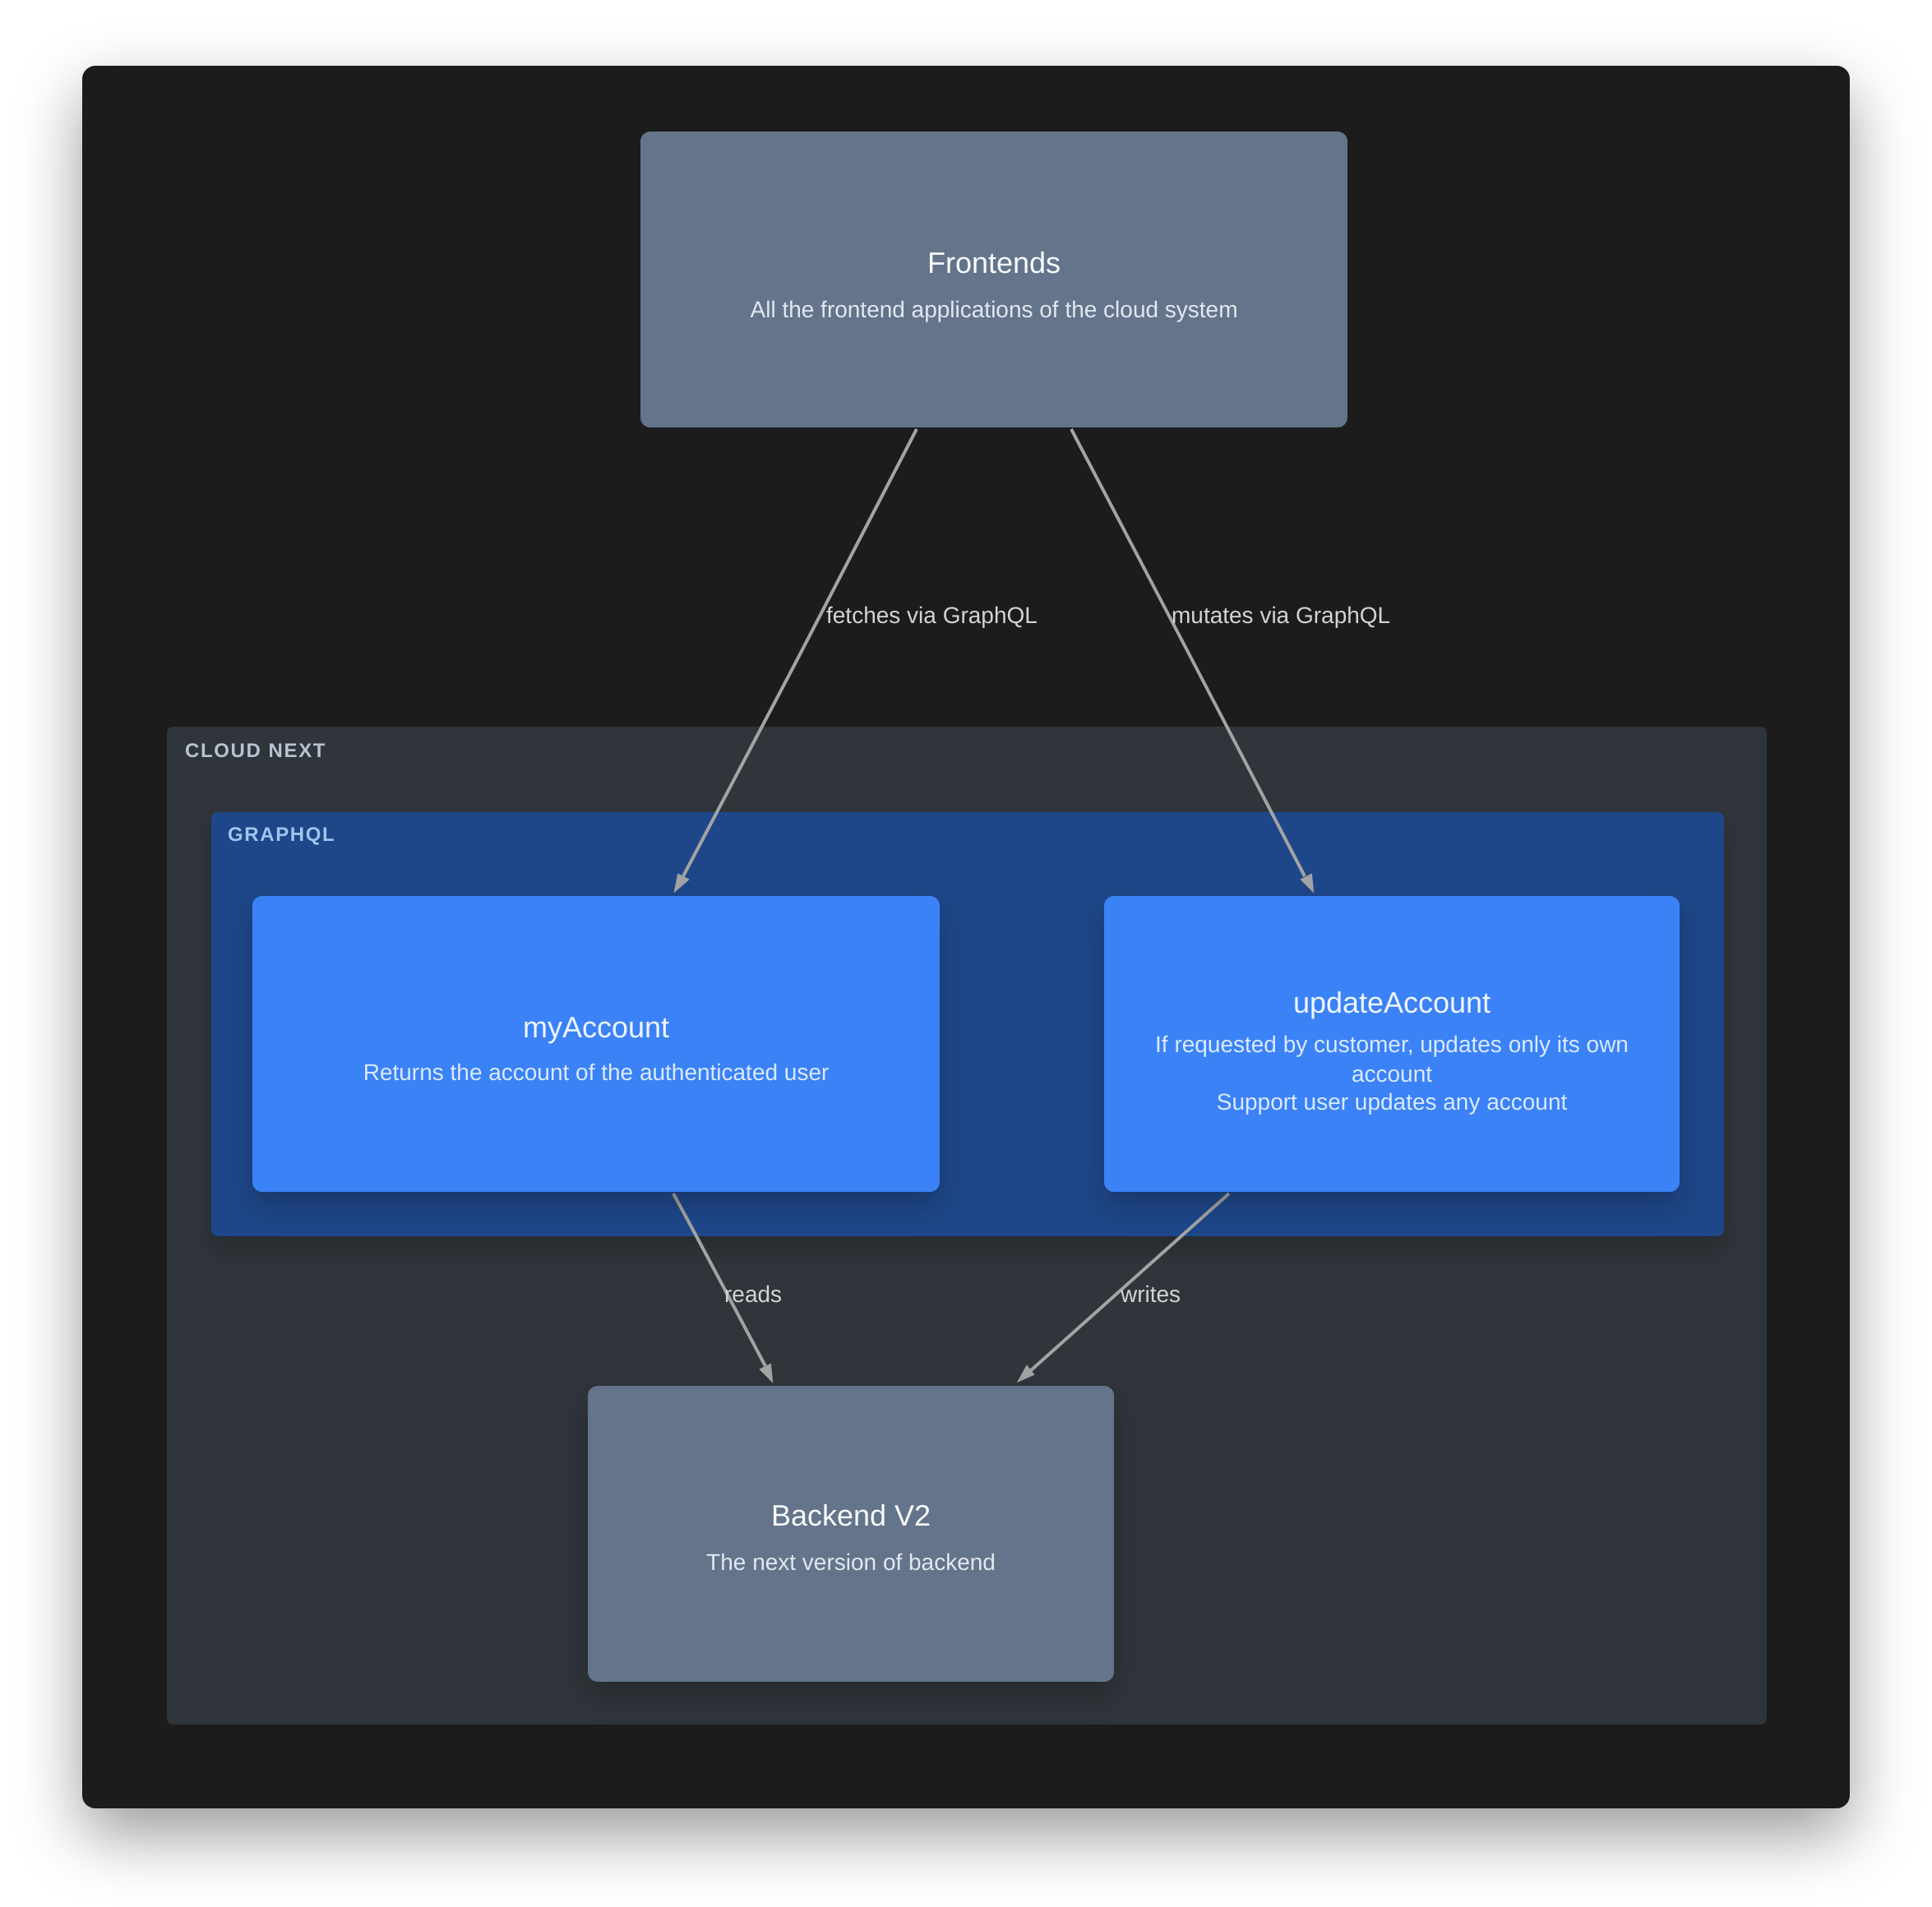 Frontends
All the frontend applications of the cloud system
fetches via GraphQL
mutates via GraphQL
CLOUD NEXT
GRAPHQL
myAccount
Returns the account of the authenticated user
updateAccount
If requested by customer, updates only its own
account
Support user updates any account
reads
writes
Backend V2
The next version of backend